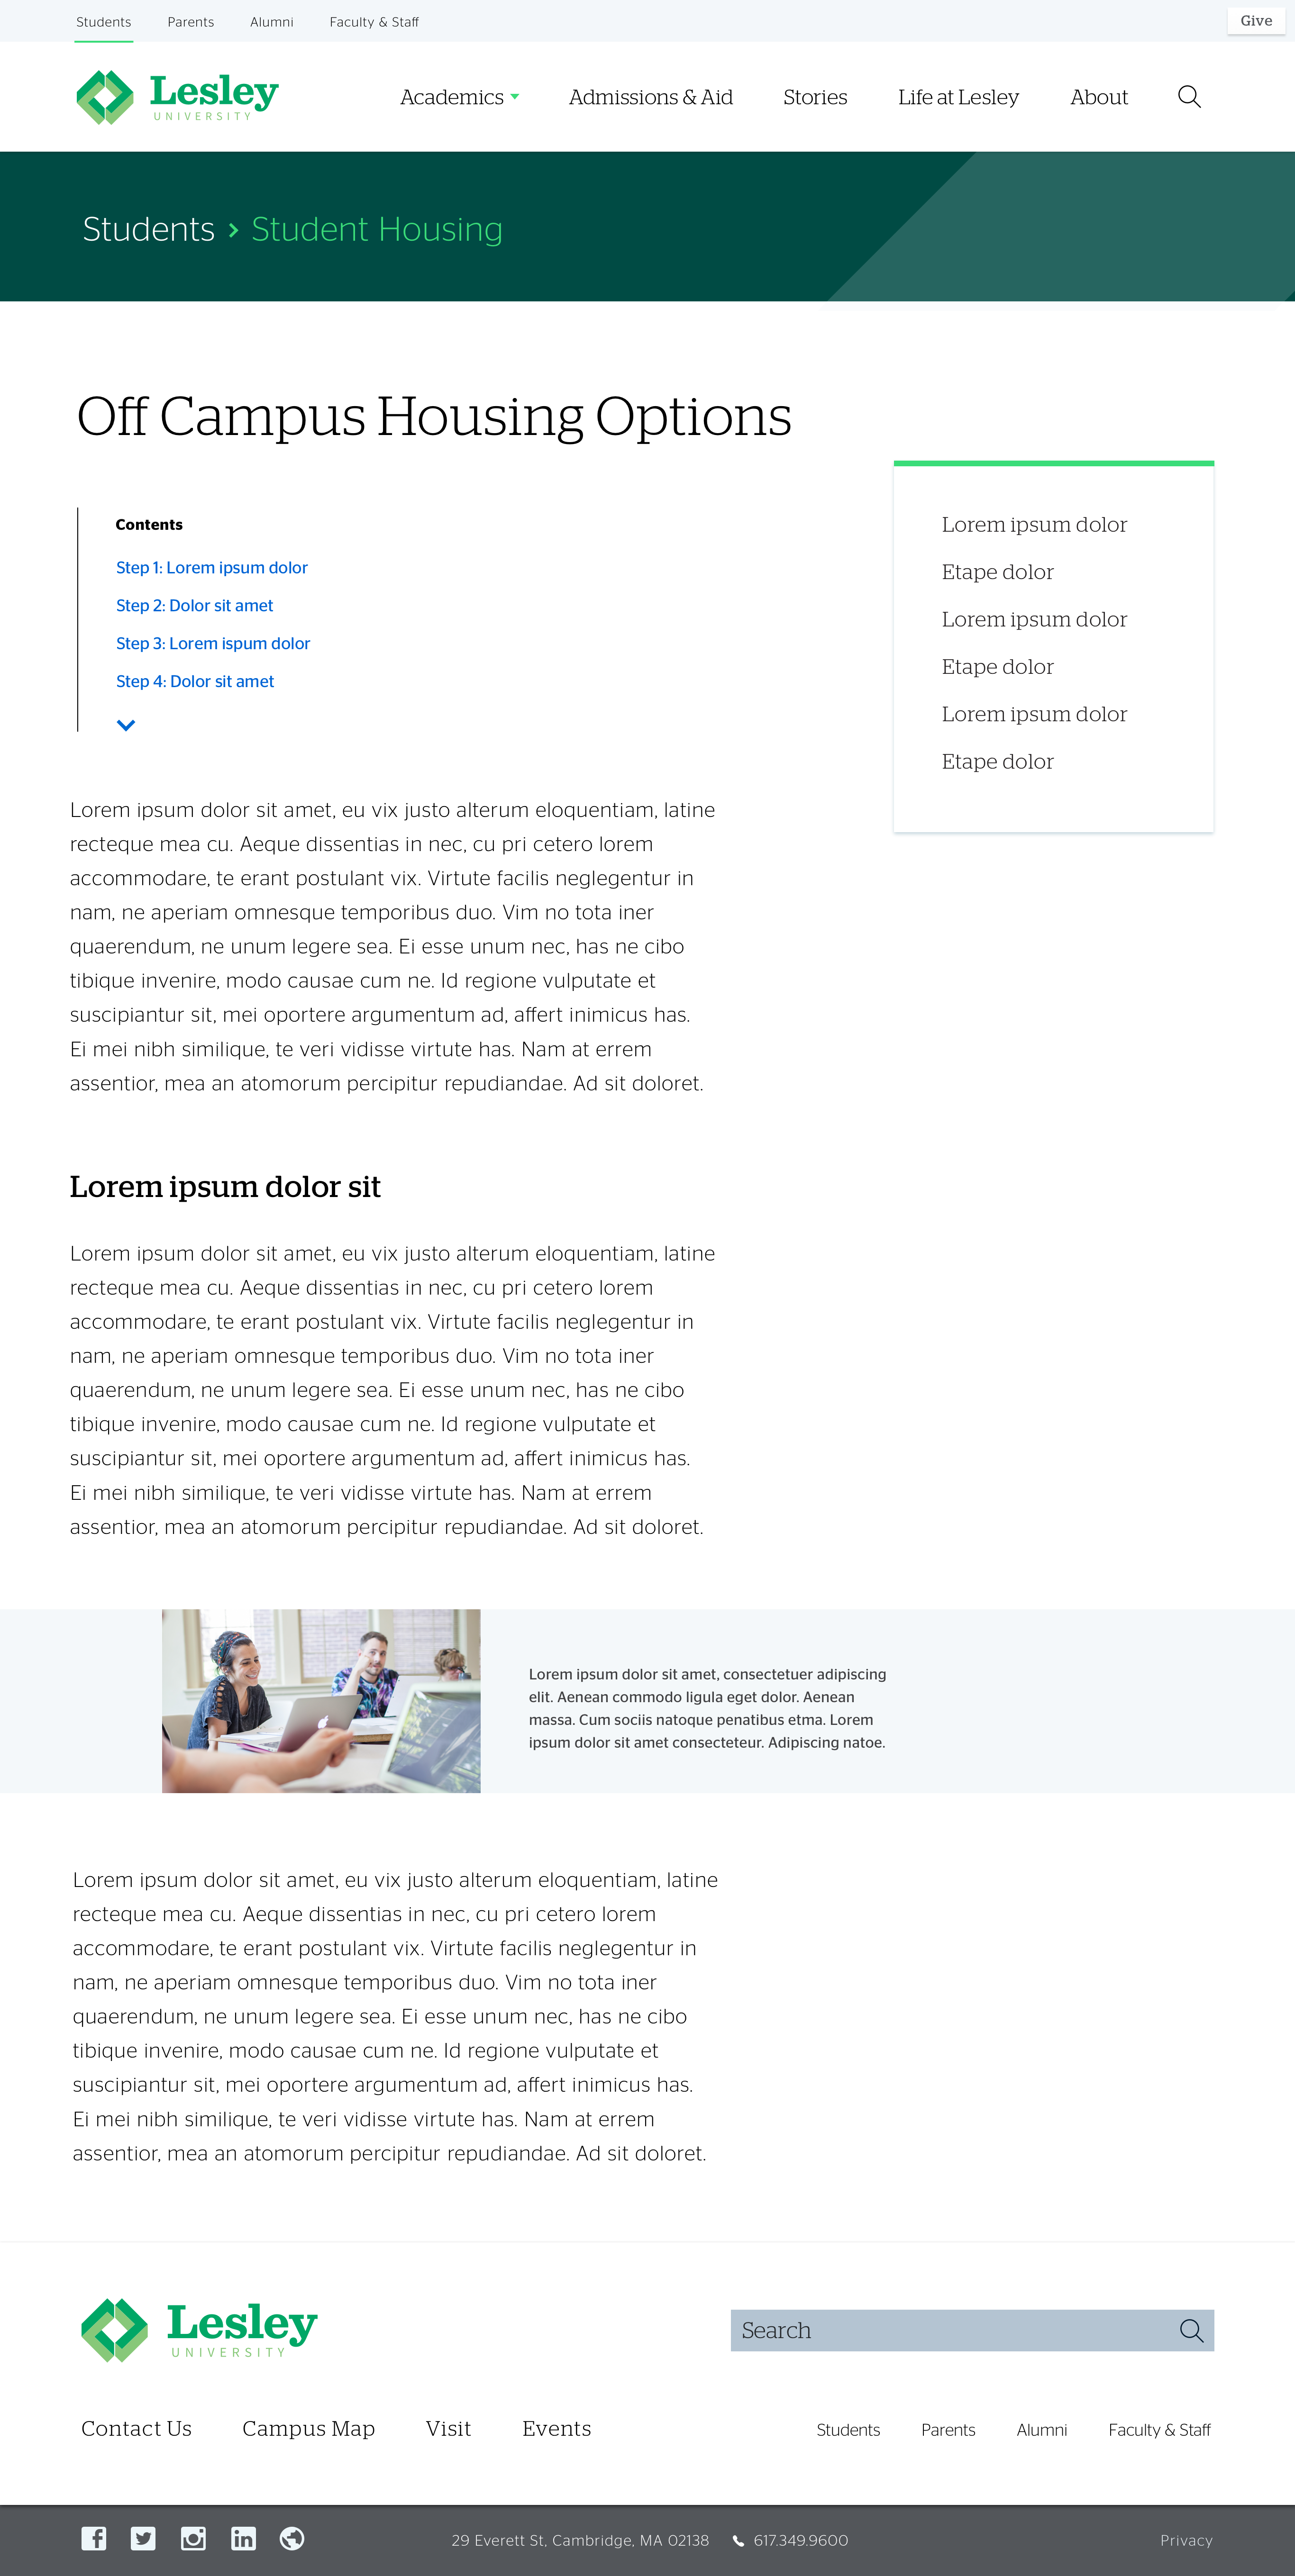 Students Parents Alumni Faculty & Staff Give
Lesley
UNIVERSITY
Academics Admissions & Aid Stories Life at Lesley About
Students Student Housing
Off Campus Housing Options
Contents
Step 1: Lorem ipsum dolor
Step 2: Dolor sit amet
Step 3: Lorem ispum dolor
Step 4: Dolor sit amet
Lorem ipsum dolor
Etape dolor
Lorem ipsum dolor
Etape dolor
Lorem ipsum dolor
Etape dolor
Lorem ipsum dolor sit amet, eu vix justo alterum eloquentiam, latine
recteque mea cu. Aeque dissentias in nec, cu pri cetero lorem
accommodare, te erant postulant vix. Virtute facilis neglegentur in
nam, ne aperiam omnesque temporibus duo. Vim no tota iner
quaerendum, ne unum legere sea. Ei esse unum nec, has ne cibo
tibique invenire, modo causae cum ne. Id regione vulputate et
suscipiantur sit, mei oportere argumentum ad, affert inimicus has.
Ei mei nibh similique, te veri vidisse virtute has. Nam at errem
assentior, mea an atomorum percipitur repudiandae. Ad sit doloret.
Lorem ipsum dolor sit
Lorem ipsum dolor sit amet, eu vix justo alterum eloquentiam, latine
recteque mea cu. Aeque dissentias in nec, cu pri cetero lorem
accommodare, te erant postulant vix. Virtute facilis neglegentur in
nam, ne aperiam omnesque temporibus duo. Vim no tota iner
quaerendum, ne unum legere sea. Ei esse unum nec, has ne cibo
tibique invenire, modo causae cum ne. Id regione vulputate et
suscipiantur sit, mei oportere argumentum ad, affert inimicus has.
Ei mei nibh similique, te veri vidisse virtute has. Nam at errem
assentior, mea an atomorum percipitur repudiandae. Ad sit doloret.
Lorem ipsum dolor sit amet, consectetuer adipiscing
elit. Aenean commodo ligula eget dolor. Aenean
massa. Cum sociis natoque penatibus etma. Lorem
ipsum dolor sit amet consecteteur. Adipiscing natoe.
Lorem ipsum dolor sit amet, eu vix justo alterum eloquentiam, latine
recteque mea cu. Aeque dissentias in nec, cu pri cetero lorem
accommodare, te erant postulant vix. Virtute facilis neglegentur in
nam, ne aperiam omnesque temporibus duo. Vim no tota iner
quaerendum, ne unum legere sea. Ei esse unum nec, has ne cibo
tibique invenire, modo causae cum ne. Id regione vulputate et
suscipiantur sit, mei oportere argumentum ad, affert inimicus has.
Ei mei nibh similique, te veri vidisse virtute has. Nam at errem
assentior, mea an atomorum percipitur repudiandae. Ad sit doloret.
Lesley
UNIVERSITY
Search
Contact Us Campus Map Visit Events
Students Parents Alumni Faculty & Staff
29 Everett St, Cambridge, MA 02138 617.349.9600 Privacy